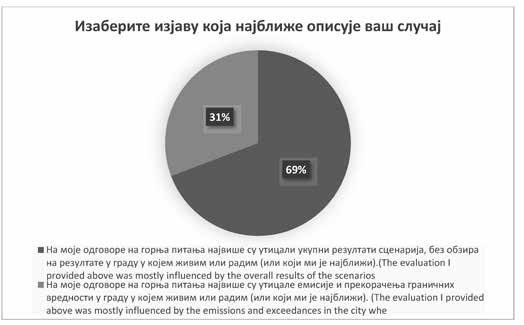 Изаберите изјаву која најближе описује ваш случај
31%
69%
На моје одговоре на горња питања највише су утицали укупни резултати сценарија, без обзира
на резултате у граду у којем живим или радим (или који ми је најближи).(The evaluation I
provided above was mostly influenced by the overall results of the scenarios
На моје одговоре на горња питања највише су утицале емисије и прекорачења граничних
вредности у граду у којем живим или радим (или који ми је најближи). (The evaluation I provided
above was mostly influenced by the emissions and exceedances in the city whe